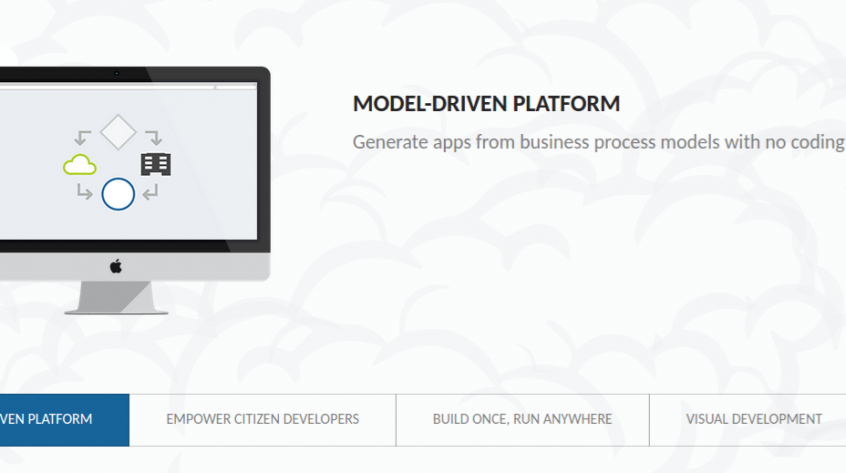 MODEL-DRIVEN PLATFORM
Generate apps from business process models with no coding
VEN PLATFORM
EMPOWER CITIZEN DEVELOPERS
BUILD ONCE, RUN ANYWHERE
VISUAL DEVELOPMENT